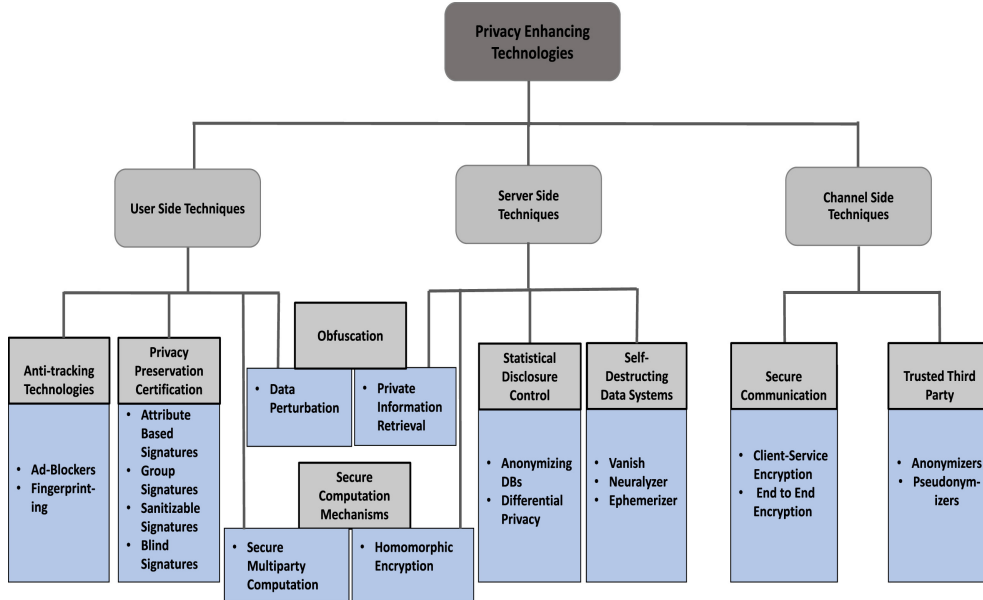 Privacy Enhancing
Technologies
User Side Techniques
Server Side
Techniques
Channel Side
Techniques
Anti-tracking
Technologies
• Ad-Blockers
• Fingerprint-
ing
Privacy
Preservation
Certification
• Attribute
Based
Signatures
• Group
Signatures
• Sanitizable
Signatures
• Blind
Signatures
Obfuscation
• Data
Perturbation
• Private
Information
Retrieval
Secure
Computation
Mechanisms
• Secure
Multiparty
Computation
• Homomorphic
Encryption
Statistical
Disclosure
Control
• Anonymizing
DBs
• Differential
Privacy
Self-
Destructing
Data Systems
• Vanish
• Neuralyzer
• Ephemerizer
Secure
Communication
• Client-Service
Encryption
• End to End
Encryption
Trusted Third
Party
• Anonymizers
• Pseudonym-
izers